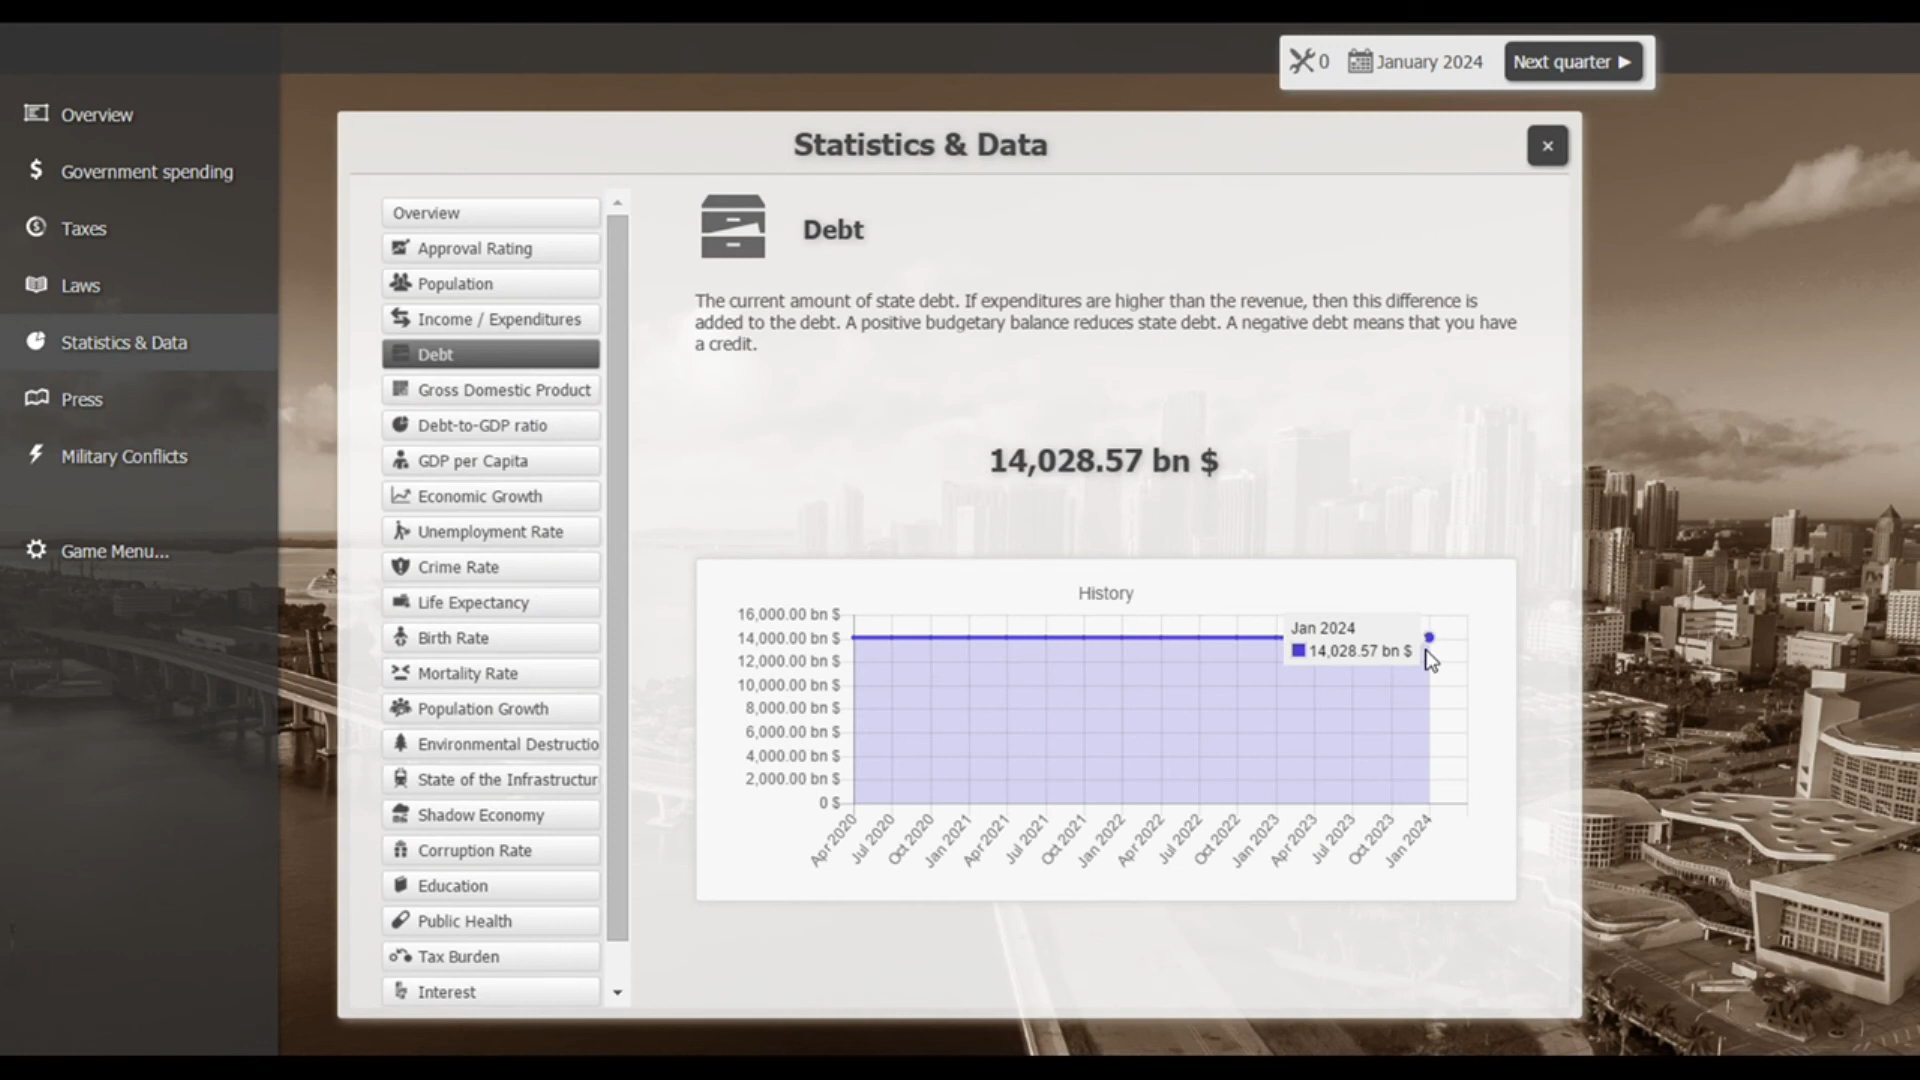 0
January 2024
Next quarter ▶
Overview
Government spending
Taxes
Laws
Statistics & Data
Press
Military Conflicts
Game Menu...
Statistics & Data
×
Overview
Approval Rating
Population
Income / Expenditures
Debt
Gross Domestic Product
Debt-to-GDP ratio
GDP per Capita
Economic Growth
Unemployment Rate
Crime Rate
Life Expectancy
Birth Rate
Mortality Rate
Population Growth
Environmental Destructio
State of the Infrastructur
Shadow Economy
Corruption Rate
Education
Public Health
Tax Burden
Interest
Debt
The current amount of state debt. If expenditures are higher than the revenue, then this difference is
added to the debt. A positive budgetary balance reduces state debt. A negative debt means that you have
a credit.
14,028.57 bn $
History
16,000.00 bn $
14,000.00 bn $
12,000.00 bn $
10,000.00 bn $
8,000.00 bn $
6,000.00 bn $
4,000.00 bn $
2,000.00 bn $
0 $
Jan 2024
14,028.57 bn $
Apr 2020
Jul 2020
Oct 2020
Jan 2021
Apr 2021
Jul 2021
Oct 2021
Jan 2022
Apr 2022
Jul 2022
Oct 2022
Jan 2023
Apr 2023
Jul 2023
Oct 2023
Jan 2024